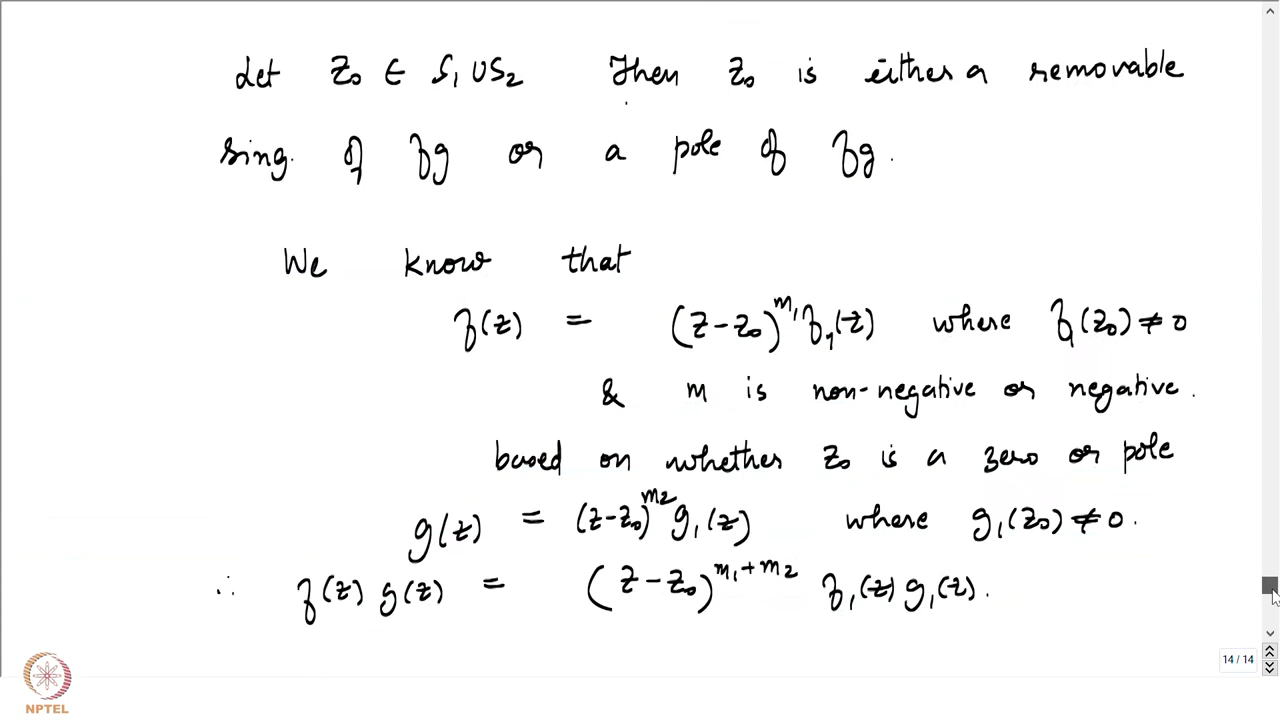 Let z₀ ∈ S₁ ∪ S₂ Then z₀ is either a removable
sing. of fg or a pole of fg.
We know that
f(z) = (z-z₀)^m₁ f₁(z) where f₁(z₀) ≠ 0
& m is non-negative or negative.
based on whether z₀ is a zero or pole
g(z) = (z-z₀)^m₂ g₁(z) where g₁(z₀) ≠ 0.
∴ f(z) g(z) = (z-z₀)^m₁+m₂ f₁(z) g₁(z).
14 / 14
NPTEL